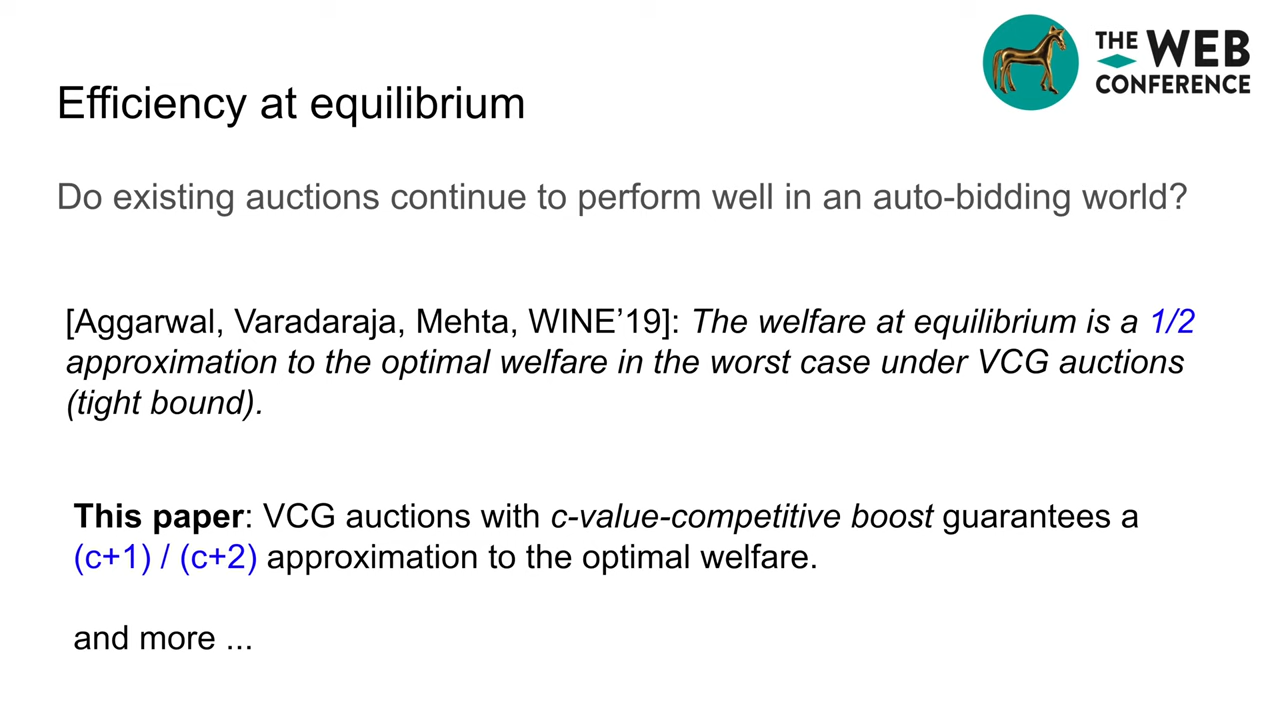 THE WEB
CONFERENCE
Efficiency at equilibrium
Do existing auctions continue to perform well in an auto-bidding world?
[Aggarwal, Varadaraja, Mehta, WINE’19]: The welfare at equilibrium is a 1/2
approximation to the optimal welfare in the worst case under VCG auctions
(tight bound).
This paper: VCG auctions with c-value-competitive boost guarantees a
(c+1) / (c+2) approximation to the optimal welfare.
and more ...